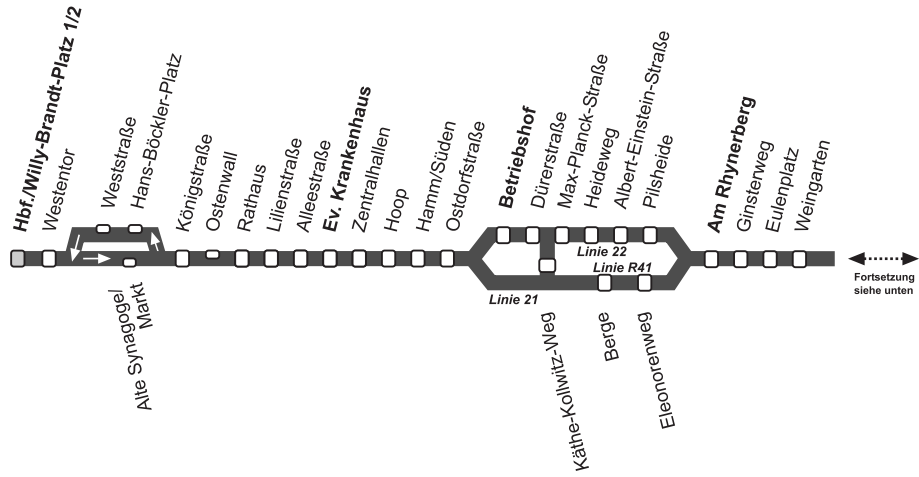 Hbf./Willy-Brandt-Platz 1/2
Westentor
Weststraße
Hans-Böckler-Platz
Königstraße
Ostenwall
Rathaus
Lilienstraße
Alleestraße
Ev. Krankenhaus
Zentralhallen
Hoop
Hamm/Süden
Ostdorfstraße
Betriebshof
Dürerstraße
Max-Planck-Straße
Heideweg
Albert-Einstein-Straße
Pilsheide
Am Rhynerberg
Ginsterweg
Eulenplatz
Weingarten
Linie 22
Linie R41
Linie 21
Fortsetzung
siehe unten
Alte Synagoge/
Markt
Käthe-Kollwitz-Weg
Berge
Eleonorenweg